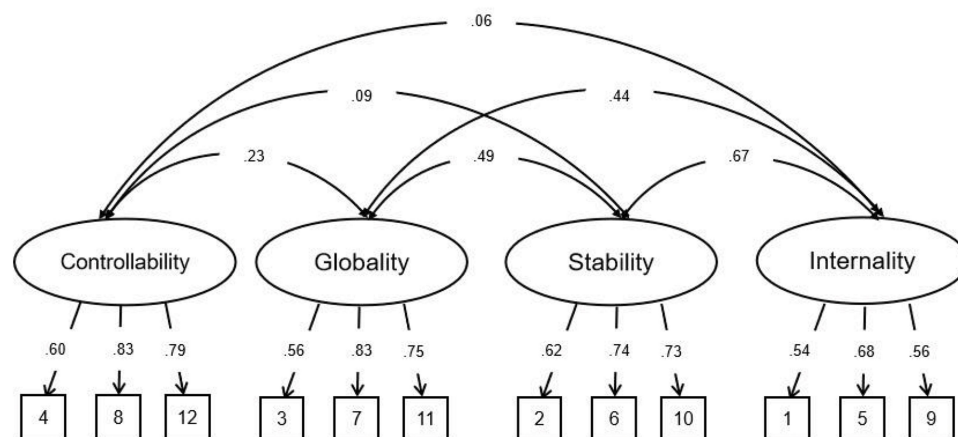 .06
.09
.44
.23
.49
.67
Controllability
Globality
Stability
Internality
.60 .83 .79 .56 .83 .75 .62 .74 .73 .54 .68 .56
4 8 12 3 7 11 2 6 10 1 5 9